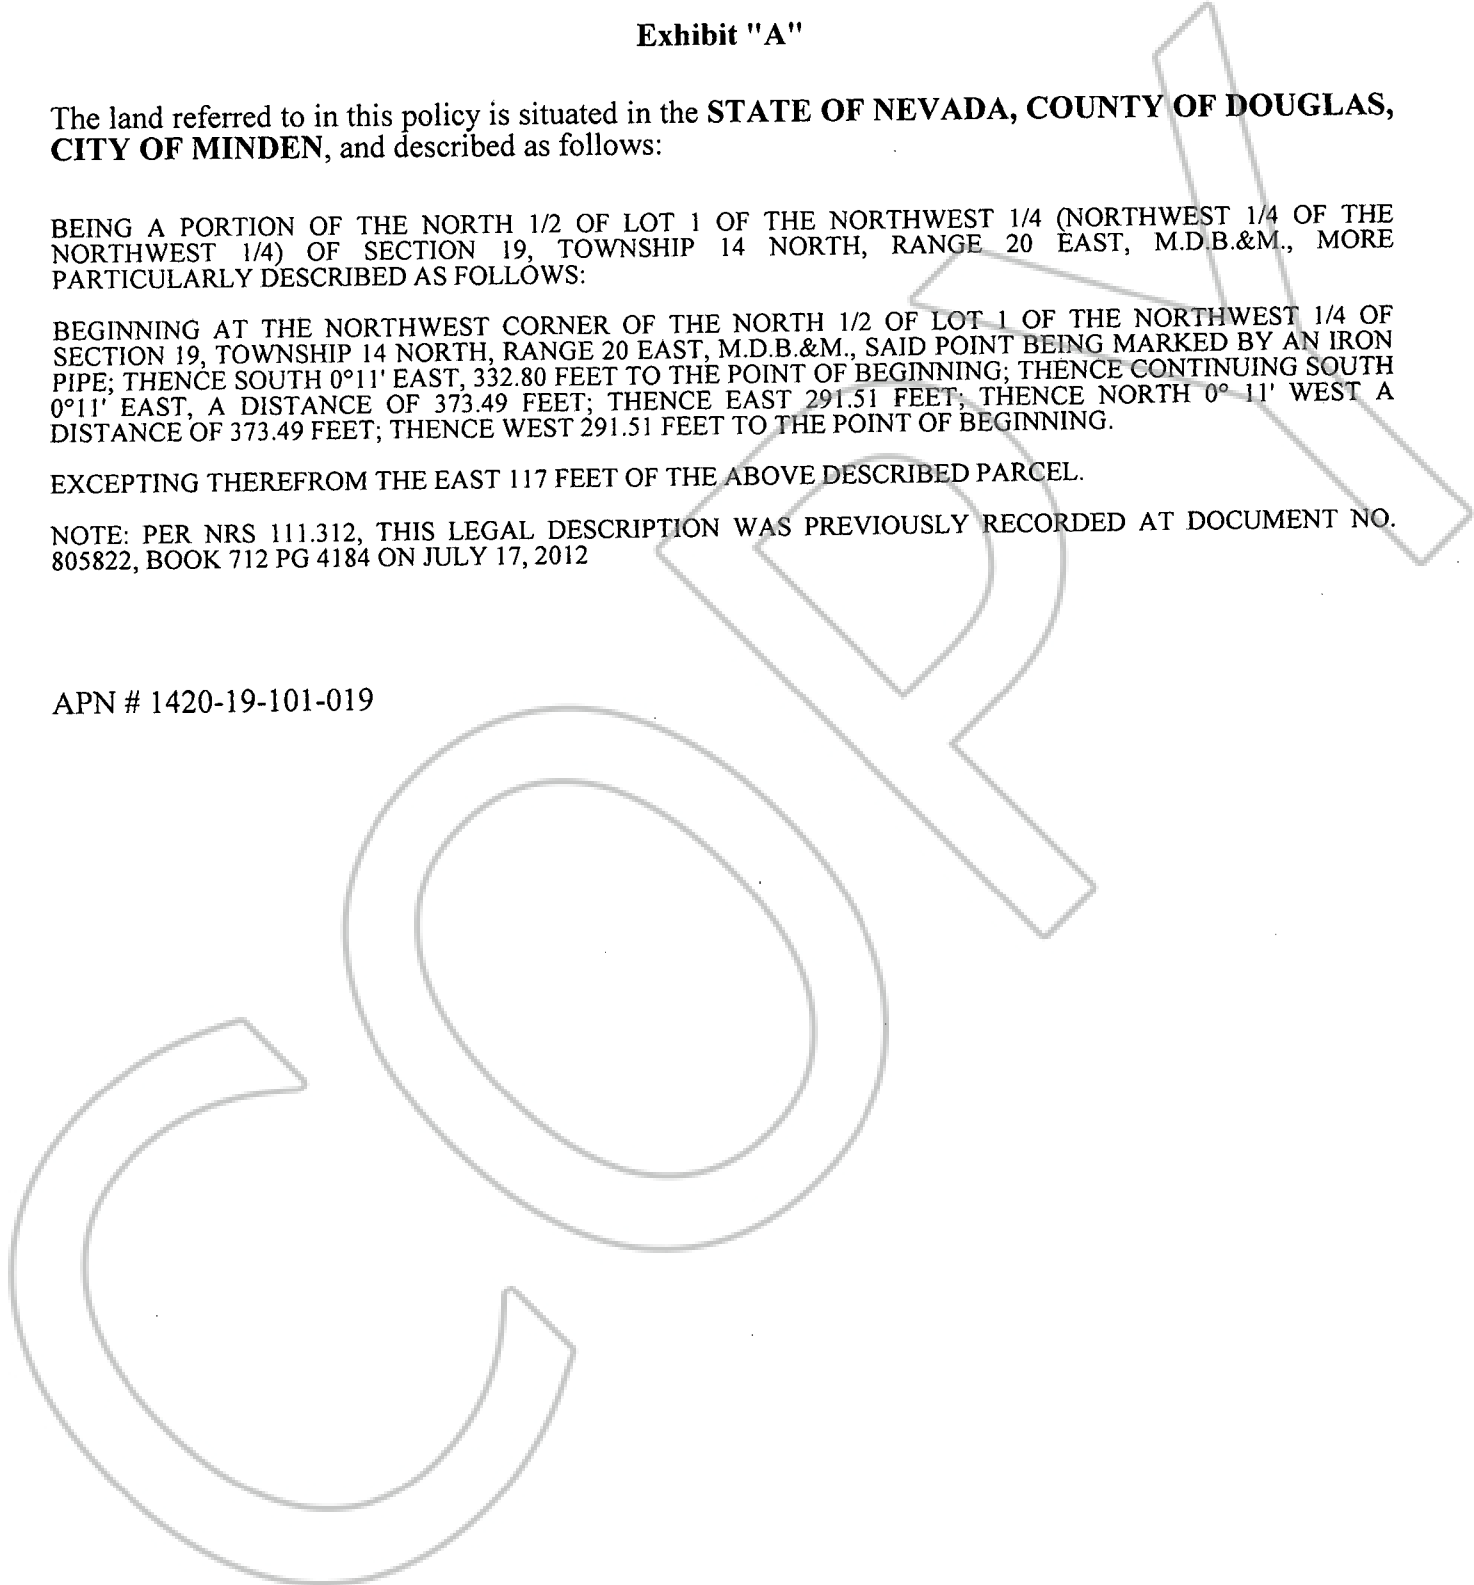 Exhibit "A"
The land referred to in this policy is situated in the STATE OF NEVADA, COUNTY OF DOUGLAS,
CITY OF MINDEN, and described as follows:
BEING A PORTION OF THE NORTH 1/2 OF LOT 1 OF THE NORTHWEST 1/4 (NORTHWEST 1/4 OF THE
NORTHWEST 1/4) OF SECTION 19, TOWNSHIP 14 NORTH, RANGE 20 EAST, M.D.B.&M., MORE
PARTICULARLY DESCRIBED AS FOLLOWS:
BEGINNING AT THE NORTHWEST CORNER OF THE NORTH 1/2 OF LOT 1 OF THE NORTHWEST 1/4 OF
SECTION 19, TOWNSHIP 14 NORTH, RANGE 20 EAST, M.D.B.&M., SAID POINT BEING MARKED BY AN IRON
PIPE; THENCE SOUTH 0°11' EAST, 332.80 FEET TO THE POINT OF BEGINNING; THENCE CONTINUING SOUTH
0°11' EAST, A DISTANCE OF 373.49 FEET; THENCE EAST 291.51 FEET; THENCE NORTH 0° 11' WEST A
DISTANCE OF 373.49 FEET; THENCE WEST 291.51 FEET TO THE POINT OF BEGINNING.
EXCEPTING THEREFROM THE EAST 117 FEET OF THE ABOVE DESCRIBED PARCEL.
NOTE: PER NRS 111.312, THIS LEGAL DESCRIPTION WAS PREVIOUSLY RECORDED AT DOCUMENT NO.
805822, BOOK 712 PG 4184 ON JULY 17, 2012
APN # 1420-19-101-019
COPY